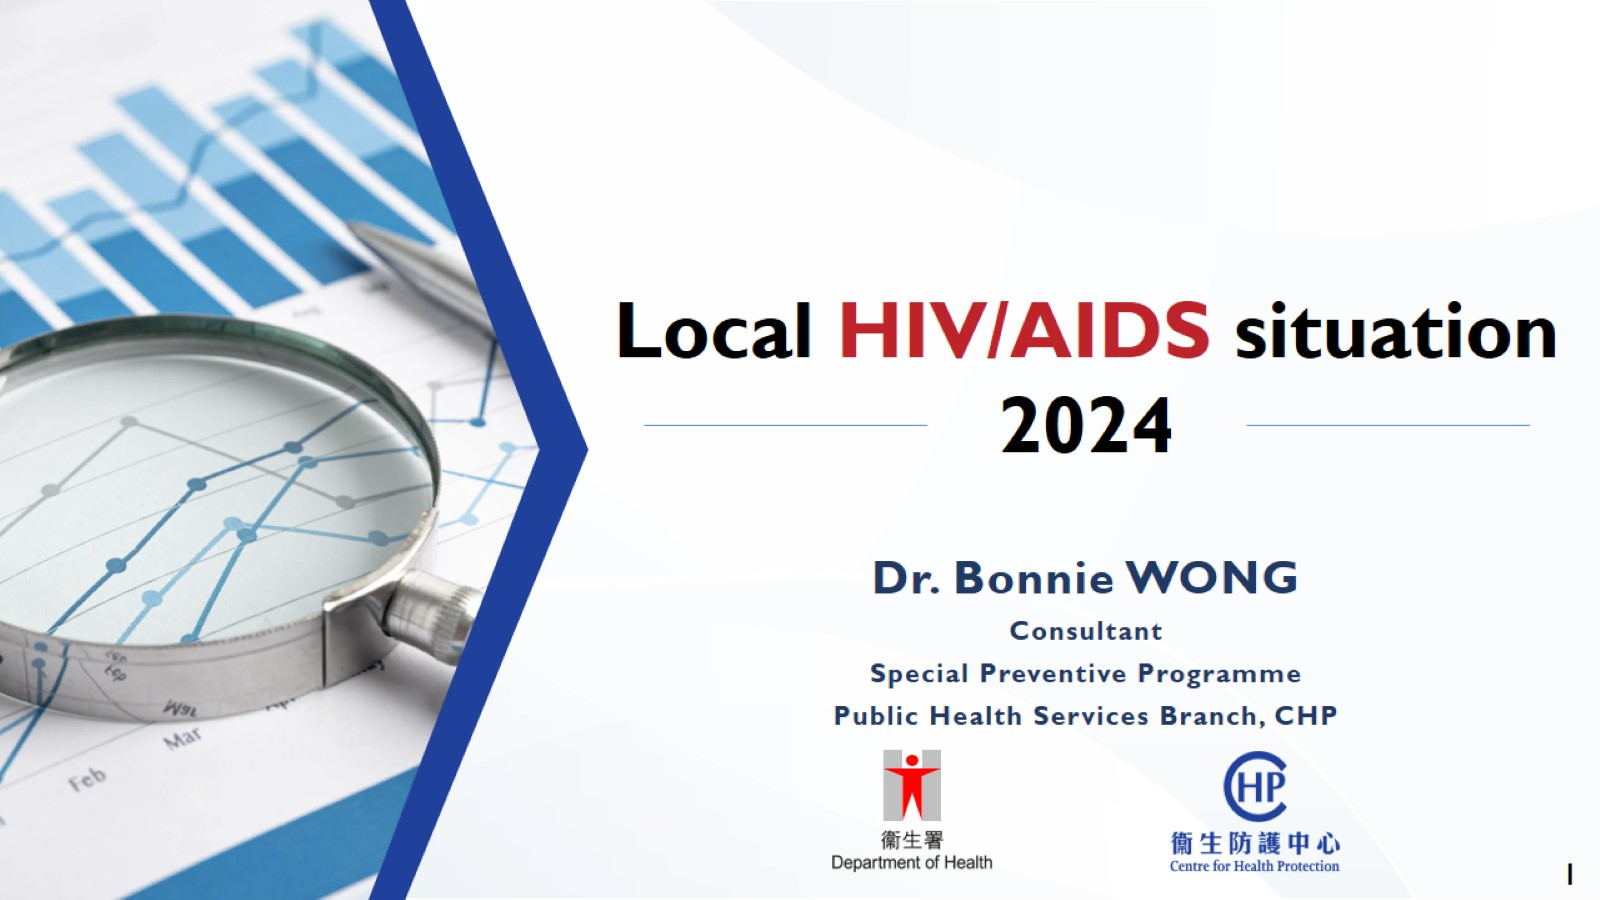 Local HIV/AIDS situation
2024
Dr. Bonnie WONG
Consultant
Special Preventive Programme
Public Health Services Branch, CHP
衞生署
Department of Health
CHP
衞生防護中心
Centre for Health Protection
Mar
Mar
Feb
1